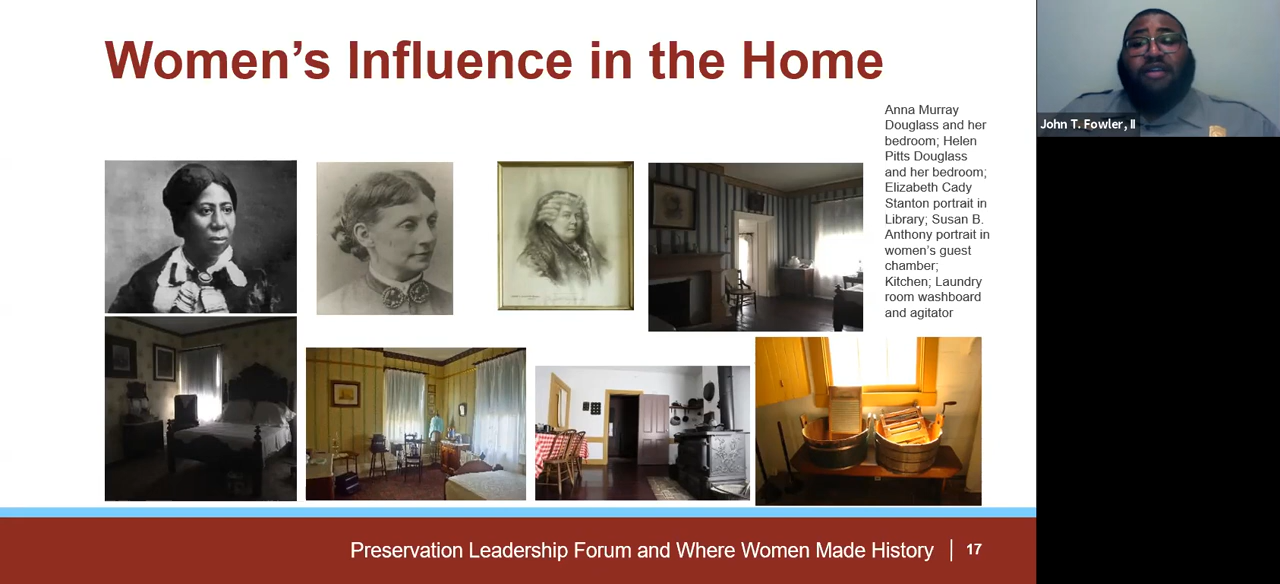 Women’s Influence in the Home
Anna Murray
Douglass and her
bedroom; Helen
Pitts Douglass
and her bedroom;
Elizabeth Cady
Stanton portrait in
Library; Susan B.
Anthony portrait in
women’s guest
chamber;
Kitchen; Laundry
room washboard
and agitator
John T. Fowler, II
Preservation Leadership Forum and Where Women Made History
17